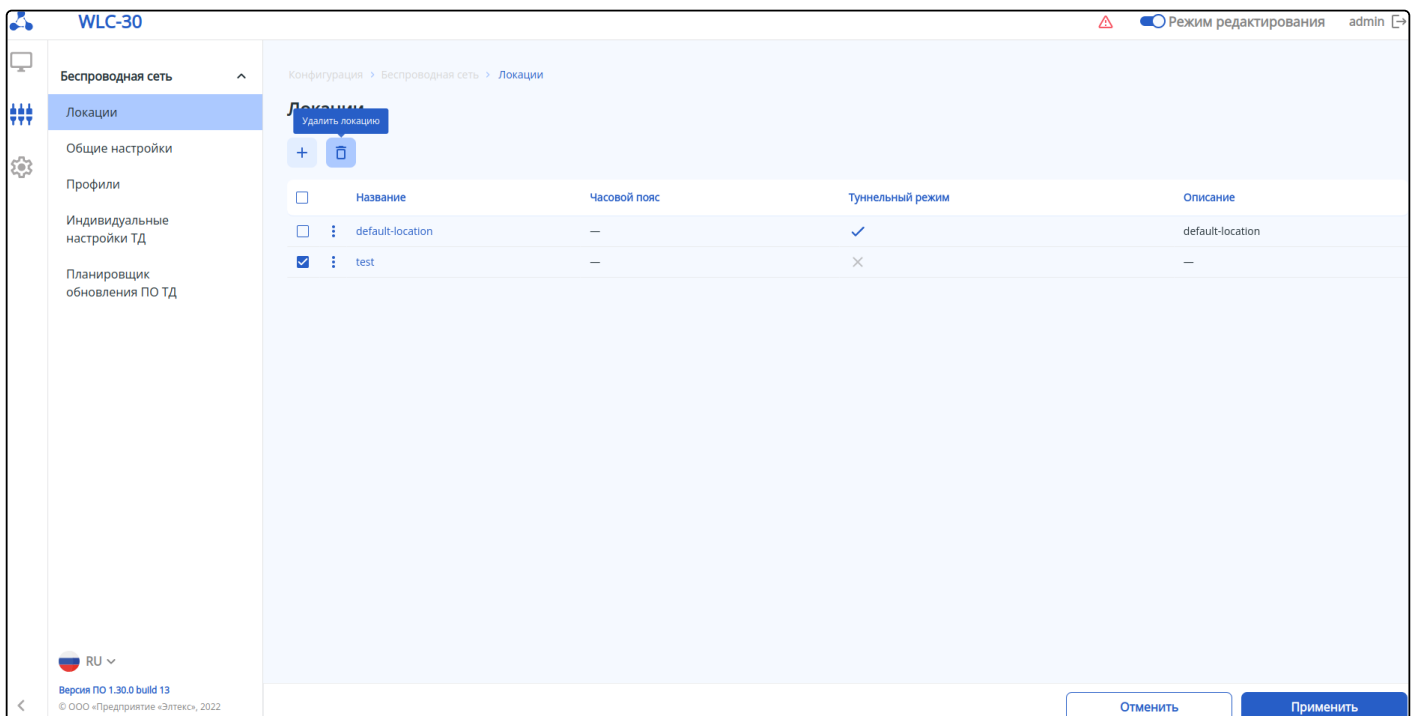 WLC-30
Режим редактирования
admin
Беспроводная сеть
Конфигурация > Беспроводная сеть > Локации
Локации
Локации
Удалить локацию
Общие настройки
Профили
Название Часовой пояс Туннельный режим Описание
Индивидуальные
настройки ТД
default-location — default-location
test — —
Планировщик
обновления ПО ТД
RU
Версия ПО 1.30.0 build 13
© ООО «Предприятие «Элтекс», 2022
Отменить
Применить